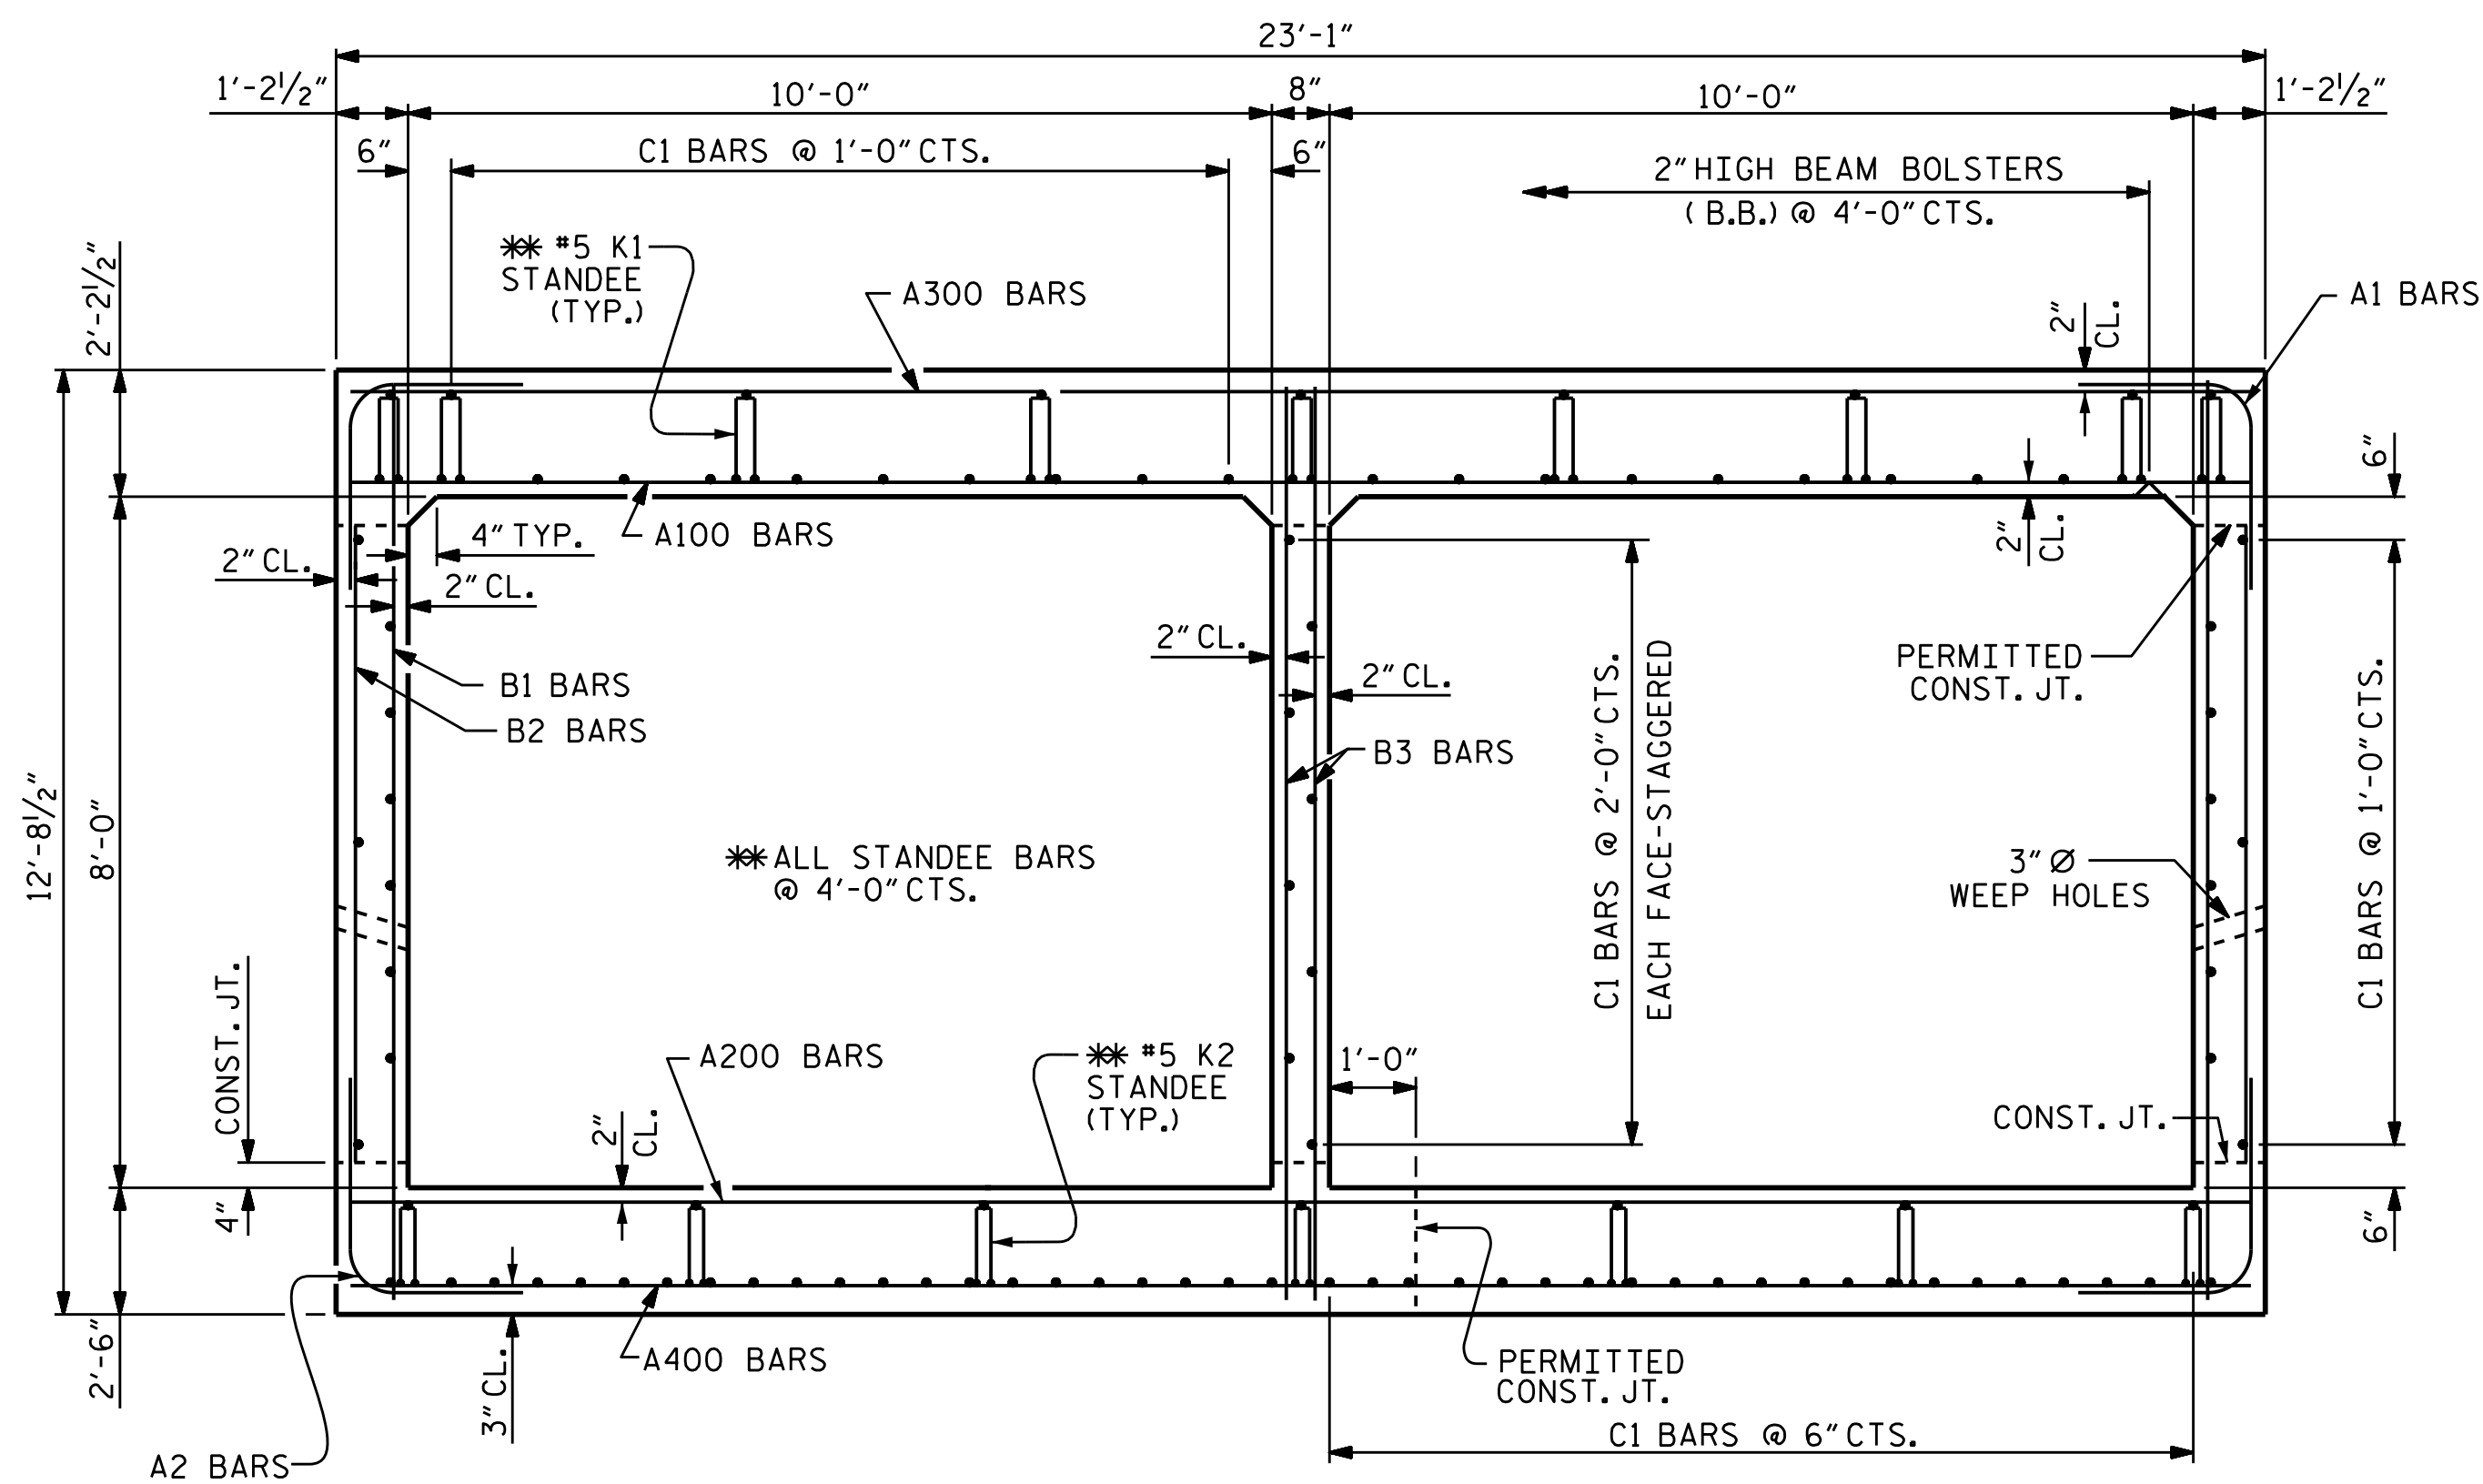 23'-1"
1'-2½"
10'-0"
8"
10'-0"
1'-2½"
6"
C1 BARS @ 1'-0" CTS.
6"
2" HIGH BEAM BOLSTERS
( B.B.) @ 4'-0" CTS.
** #5 K1
STANDEE
(TYP.)
A300 BARS
2"
CL.
A1 BARS
2'-2½"
6"
A100 BARS
4" TYP.
2" CL.
2" CL.
2"
CL.
2" CL.
2" CL.
PERMITTED
CONST. JT.
B1 BARS
B2 BARS
B3 BARS
C1 BARS @ 2'-0" CTS.
EACH FACE-STAGGERED
C1 BARS @ 1'-0" CTS.
12'-8½"
8'-0"
** ALL STANDEE BARS
@ 4'-0" CTS.
3" Ø
WEEP HOLES
CONST. JT.
A200 BARS
** #5 K2
STANDEE
(TYP.)
1'-0"
2"
CL.
CONST. JT.
4"
6"
2'-6"
3" CL.
A400 BARS
PERMITTED
CONST. JT.
C1 BARS @ 6" CTS.
A2 BARS